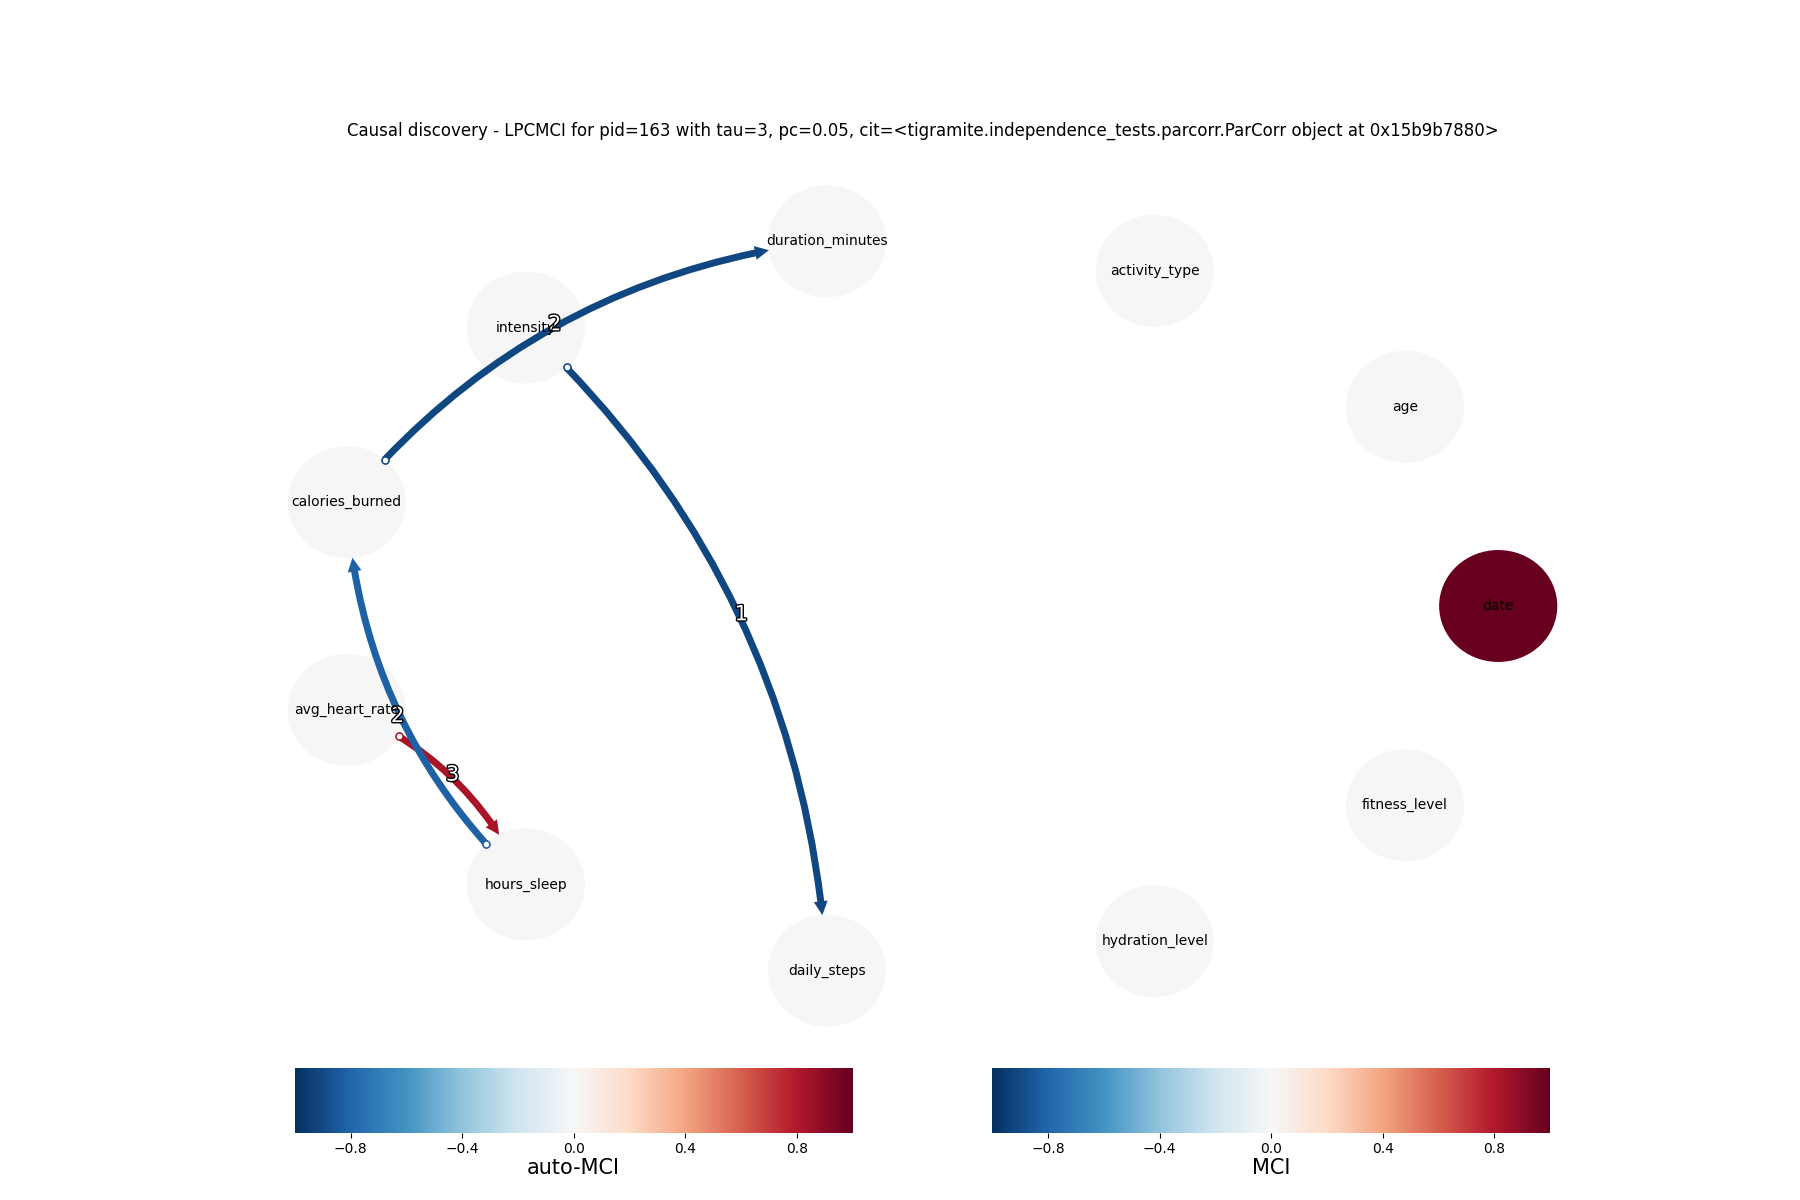 Causal discovery - LPCMCI for pid=163 with tau=3, pc=0.05, cit=<tigramite.independence_tests.parcorr.ParCorr object at 0x15b9b7880>
duration_minutes
activity_type
intensity
2
age
calories_burned
date
1
avg_heart_rate
2
3
fitness_level
hours_sleep
hydration_level
daily_steps
−0.8 −0.4 0.0 0.4 0.8
auto-MCI
−0.8 −0.4 0.0 0.4 0.8
MCI